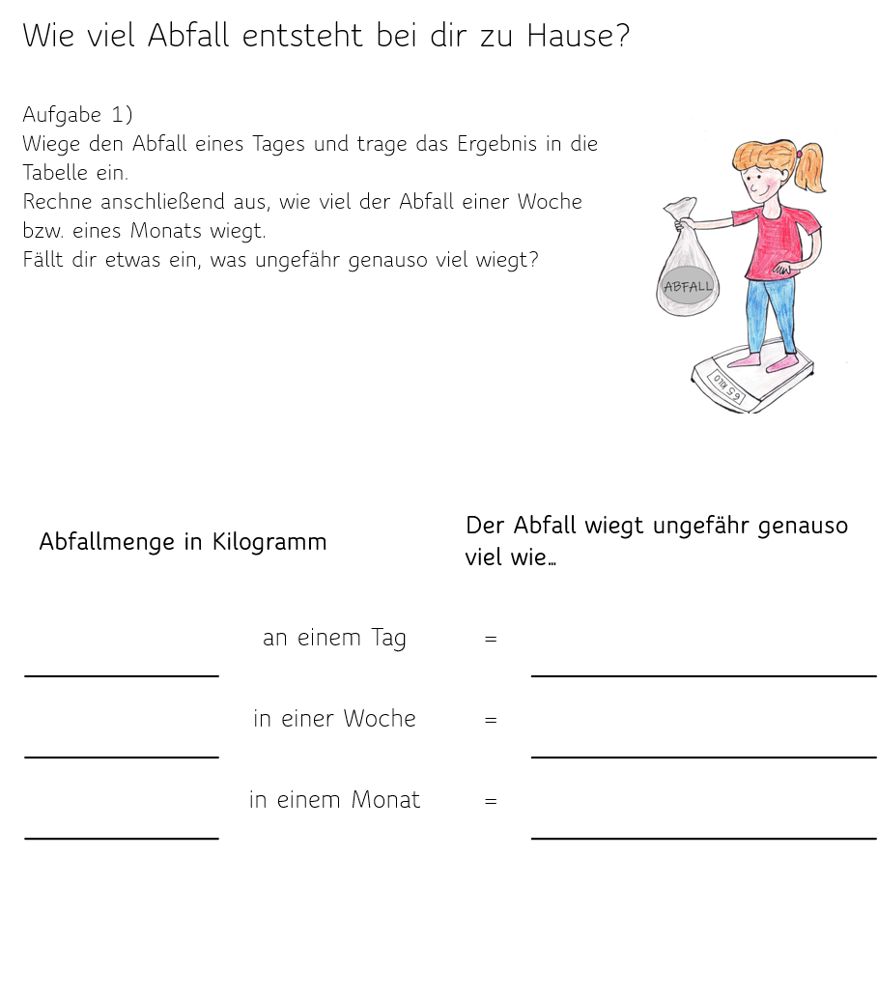 Wie viel Abfall entsteht bei dir zu Hause?
Aufgabe 1)
Wiege den Abfall eines Tages und trage das Ergebnis in die
Tabelle ein.
Rechne anschließend aus, wie viel der Abfall einer Woche
bzw. eines Monats wiegt.
Fällt dir etwas ein, was ungefähr genauso viel wiegt?
ABFALL
65 KILO
Abfallmenge in Kilogramm
Der Abfall wiegt ungefähr genauso
viel wie…
an einem Tag =
in einer Woche =
in einem Monat =